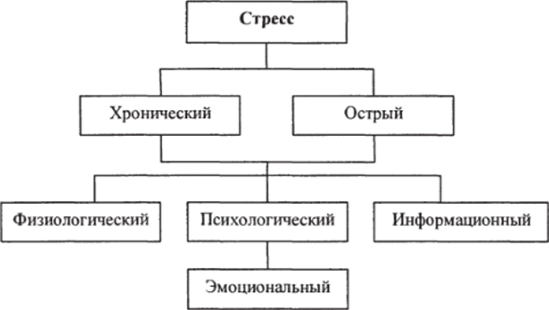 Стресс
Хронический
Острый
Физиологический
Психологический
Информационный
Эмоциональный